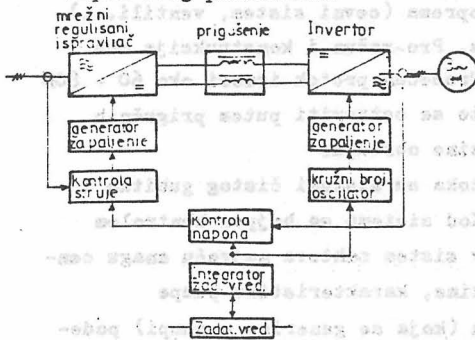 mrežni
regulisani
ispravljač
prigušenje
Invertor
generator
za paljenje
generator
za paljenje
Kontrola
struje
kružni broj.
oscilator
Kontrola
napona
Integrator
zad. vred.
Zadat. vred.